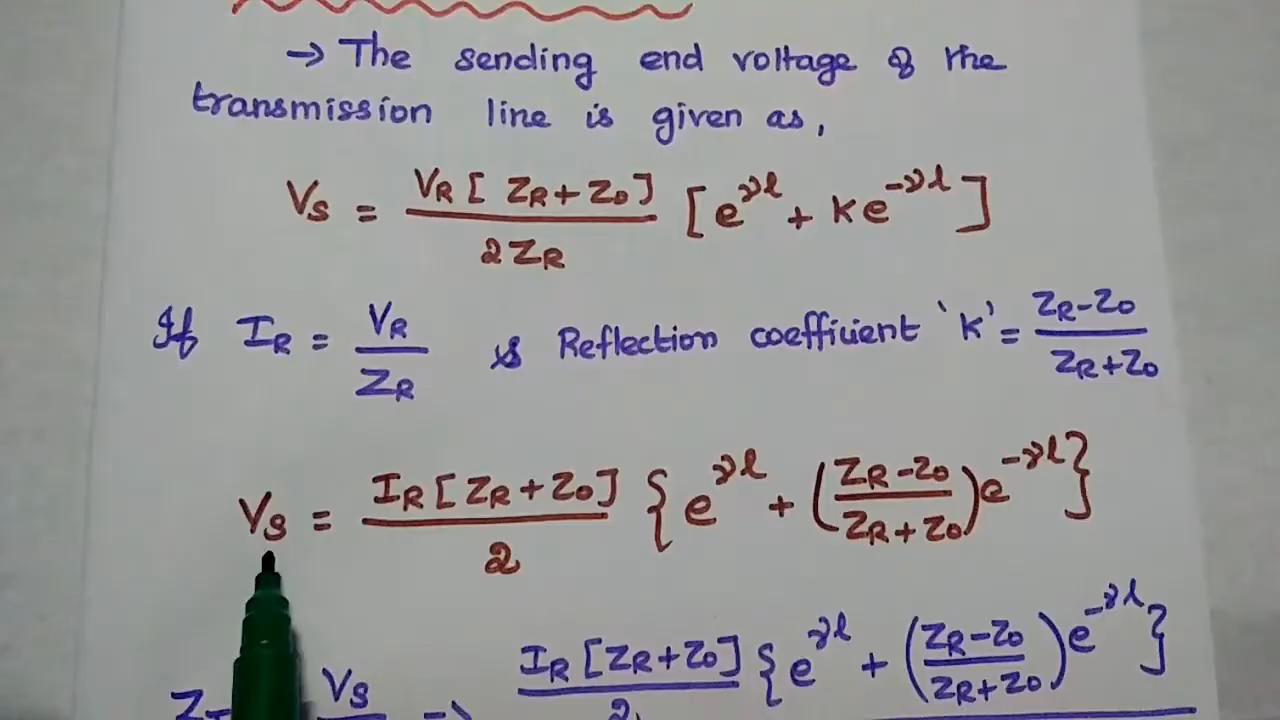 → The sending end voltage of the
transmission line is given as,
VS = VR [ ZR + Z0 ] / 2 ZR [ e^γl + K e^-γl ]
If IR = VR / ZR & Reflection coefficient 'K' = ZR - Z0 / ZR + Z0
VS = IR [ ZR + Z0 ] / 2 { e^γl + ( ZR - Z0 / ZR + Z0 ) e^-γl }
VS → IR [ ZR + Z0 ] / 2 { e^γl + ( ZR - Z0 / ZR + Z0 ) e^-γl }